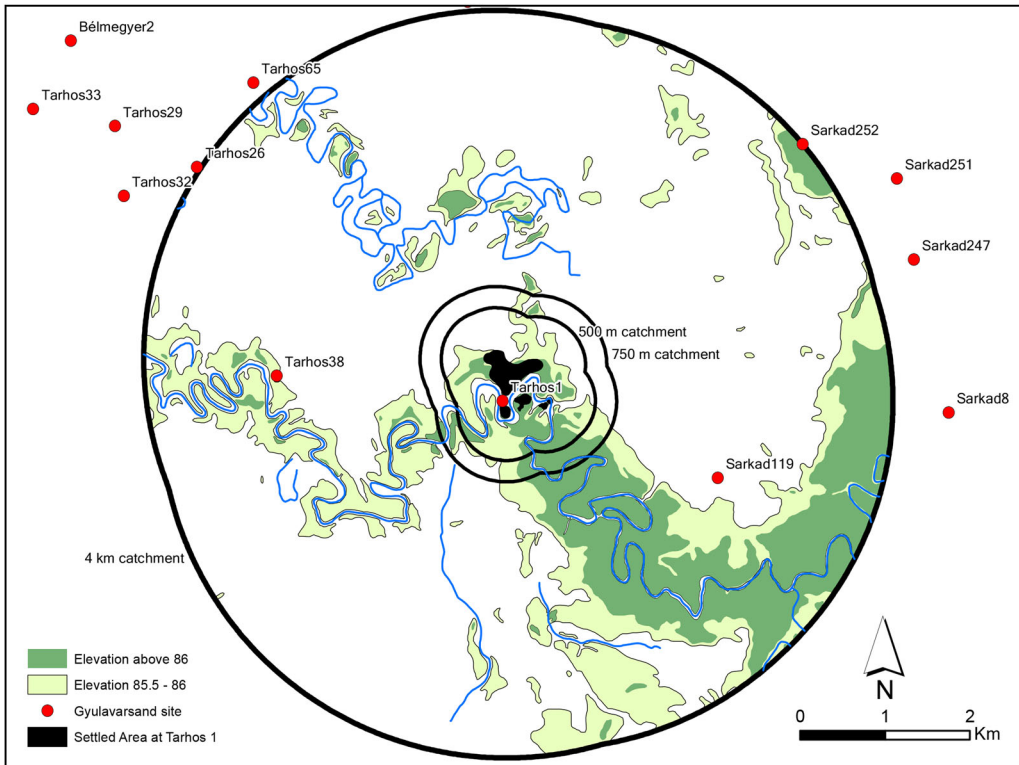 Bélmegyer2
Tarhos65
Tarhos33
Tarhos29
Sarkad252
Tarhos26
Sarkad251
Tarhos32
Sarkad247
500 m catchment
750 m catchment
Tarhos38
Tarhos1
Sarkad8
Sarkad119
4 km catchment
Elevation above 86
Elevation 85.5 - 86
Gyulavarsand site
Settled Area at Tarhos 1
N
0 1 2
Km